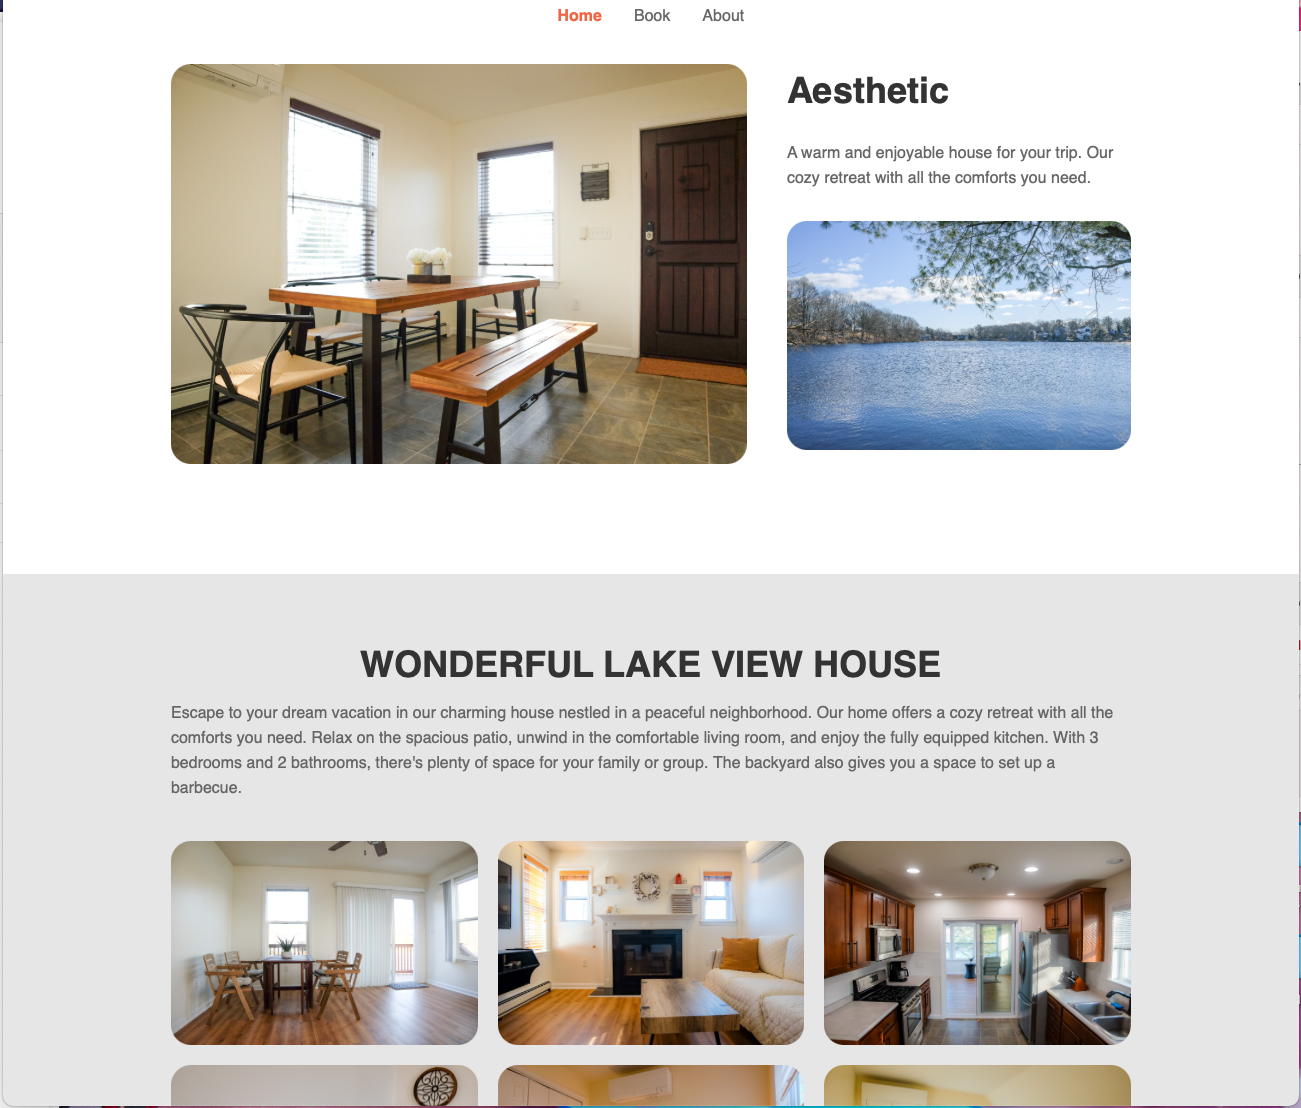 Home Book About
Aesthetic
A warm and enjoyable house for your trip. Our
cozy retreat with all the comforts you need.
WONDERFUL LAKE VIEW HOUSE
Escape to your dream vacation in our charming house nestled in a peaceful neighborhood. Our home offers a cozy retreat with all the
comforts you need. Relax on the spacious patio, unwind in the comfortable living room, and enjoy the fully equipped kitchen. With 3
bedrooms and 2 bathrooms, there's plenty of space for your family or group. The backyard also gives you a space to set up a
barbecue.